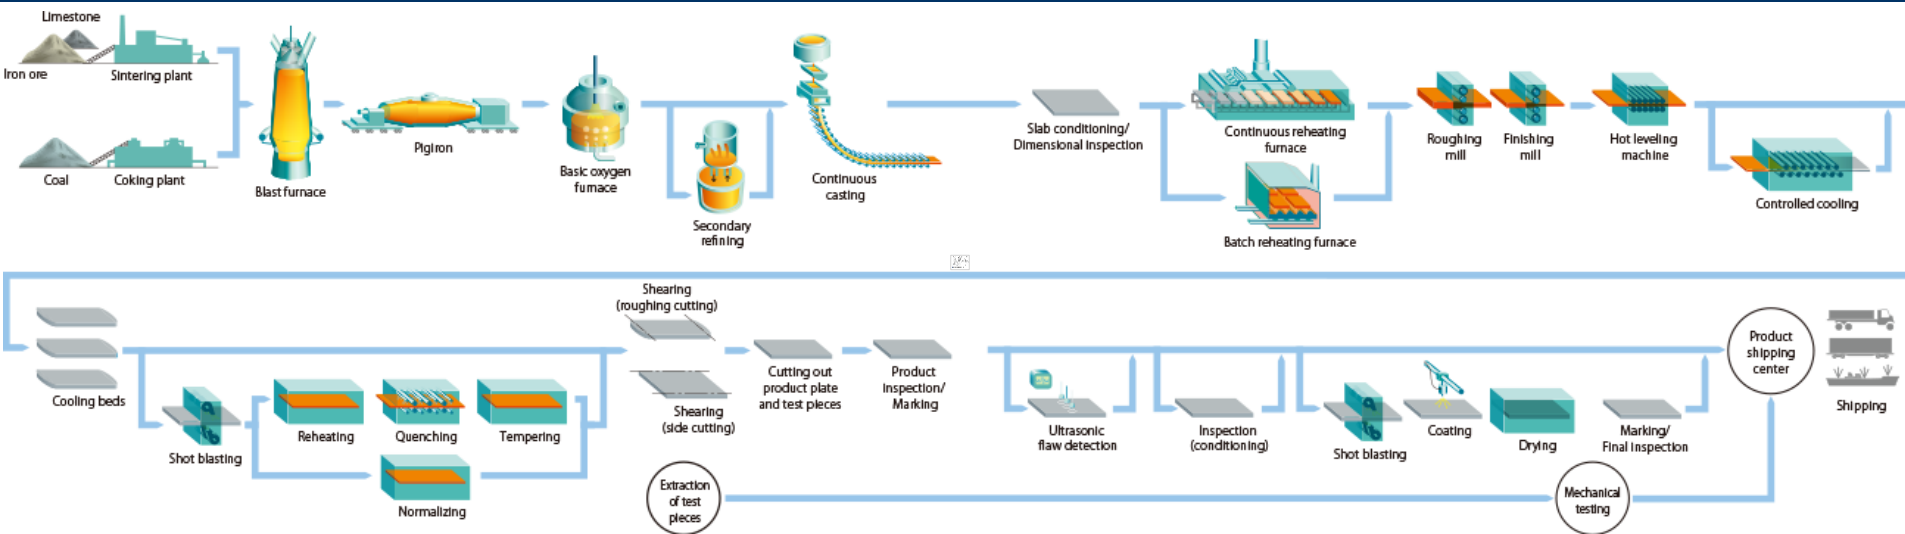 Limestone
Iron ore
Sintering plant
Coal
Coking plant
Blast furnace
Pigiron
Basic oxygen
furnace
Secondary
refining
Continuous
casting
Slab conditioning/
Dimensional inspection
Continuous reheating
furnace
Batch reheating furnace
Roughing
mill
Finishing
mill
Hot leveling
machine
Controlled cooling
Cooling beds
Shot blasting
Reheating
Quenching
Tempering
Normalizing
Shearing
(roughing cutting)
Shearing
(side cutting)
Cutting out
product plate
and test pieces
Product
inspection/
Marking
Extraction
of test
pieces
Ultrasonic
flaw detection
Inspection
(conditioning)
Shot blasting
Coating
Drying
Marking/
Final inspection
Mechanical
testing
Product
shipping
center
Shipping